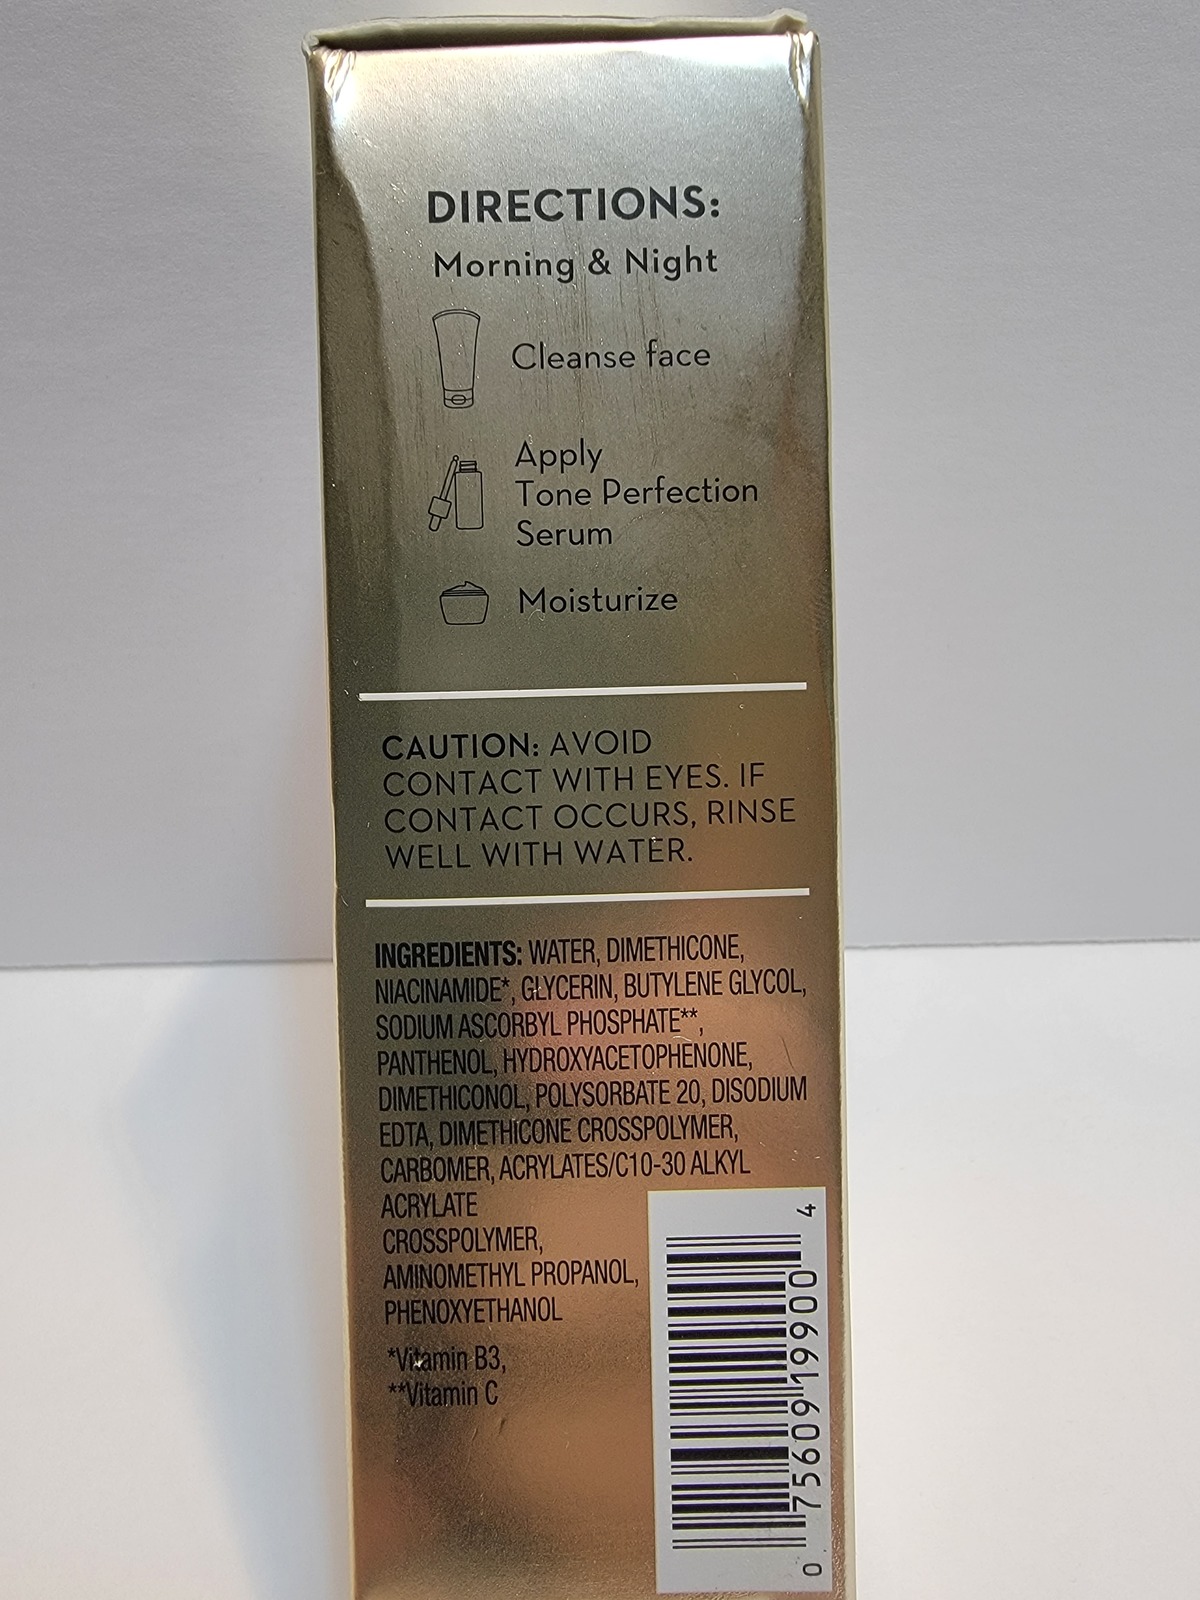 DIRECTIONS:
Morning & Night
Cleanse face
Apply
Tone Perfection
Serum
Moisturize
CAUTION: AVOID
CONTACT WITH EYES. IF
CONTACT OCCURS, RINSE
WELL WITH WATER.
INGREDIENTS: WATER, DIMETHICONE,
NIACINAMIDE*, GLYCERIN, BUTYLENE GLYCOL,
SODIUM ASCORBYL PHOSPHATE**,
PANTHENOL, HYDROXYACETOPHENONE,
DIMETHICONOL, POLYSORBATE 20, DISODIUM
EDTA, DIMETHICONE CROSSPOLYMER,
CARBOMER, ACRYLATES/C10-30 ALKYL
ACRYLATE
CROSSPOLYMER,
AMINOMETHYL PROPANOL,
PHENOXYETHANOL
*Vitamin B3,
**Vitamin C
0 75609 19900 4